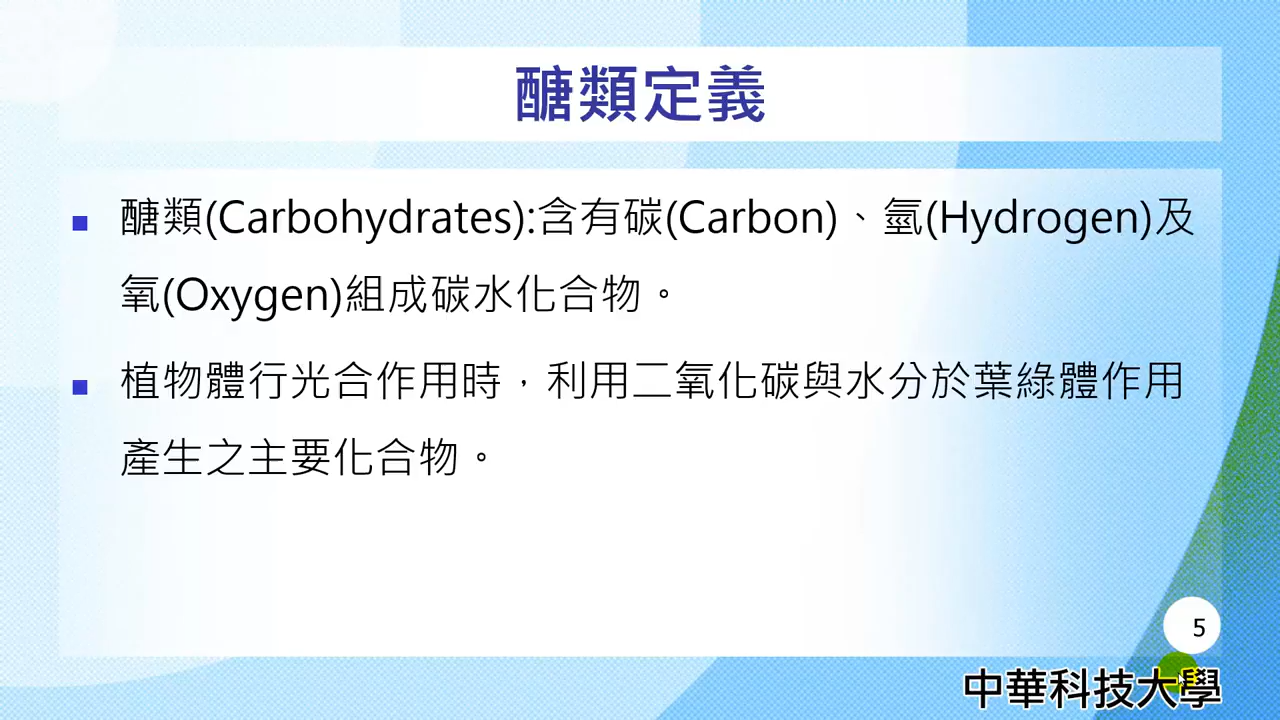 醣類定義
醣類(Carbohydrates):含有碳(Carbon)、氫(Hydrogen)及
氧(Oxygen)組成碳水化合物。
植物體行光合作用時，利用二氧化碳與水分於葉綠體作用
產生之主要化合物。
5
中華科技大學